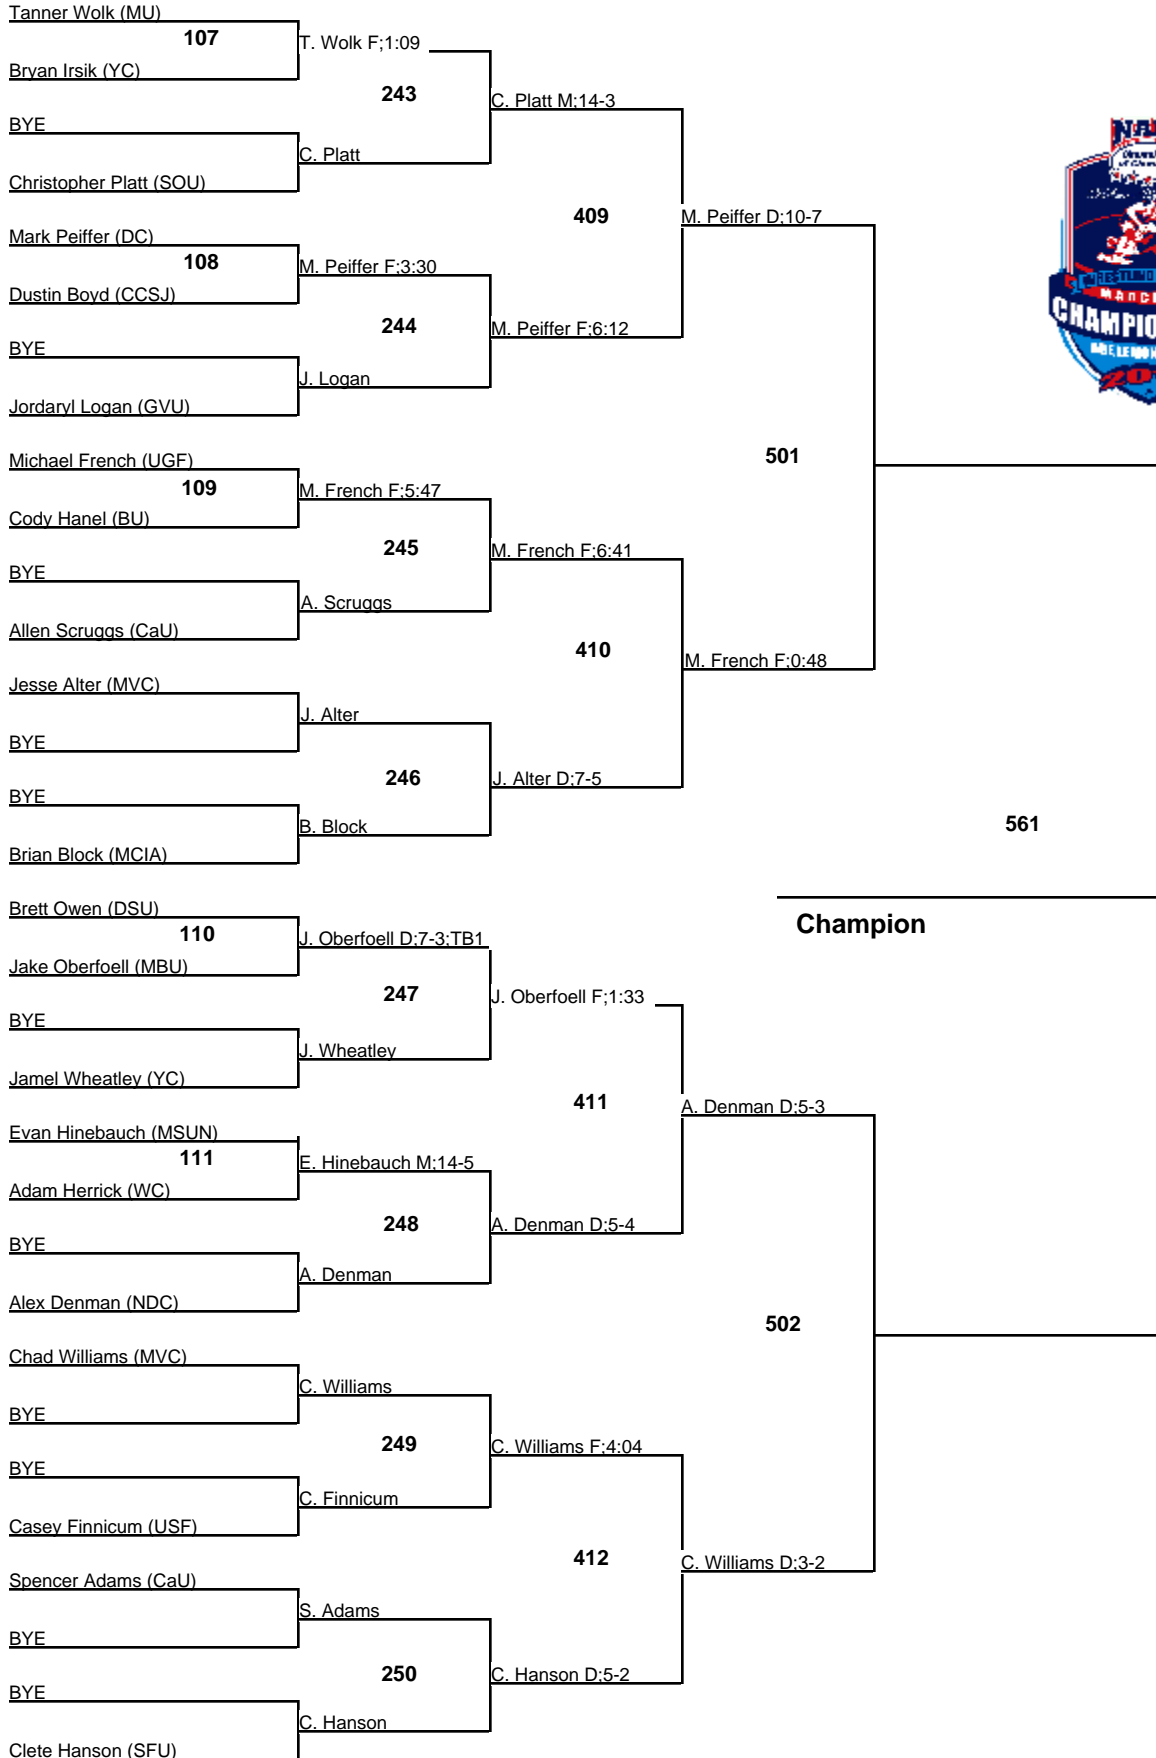 Tanner Wolk (MU)
107
T. Wolk F;1:09
Bryan Irsik (YC)
243
C. Platt M;14-3
BYE
C. Platt
Christopher Platt (SOU)
409
M. Peiffer D;10-7
Mark Peiffer (DC)
108
M. Peiffer F;3:30
Dustin Boyd (CCSJ)
244
M. Peiffer F;6:12
BYE
J. Logan
Jordaryl Logan (GVU)
501
Michael French (UGF)
109
M. French F;5:47
Cody Hanel (BU)
245
M. French F;6:41
BYE
A. Scruggs
Allen Scruggs (CaU)
410
M. French F;0:48
Jesse Alter (MVC)
J. Alter
BYE
246
J. Alter D;7-5
BYE
B. Block
Brian Block (MCIA)
561
Champion
Brett Owen (DSU)
110
J. Oberfoell D;7-3;TB1
Jake Oberfoell (MBU)
247
J. Oberfoell F;1:33
BYE
J. Wheatley
Jamel Wheatley (YC)
411
A. Denman D;5-3
Evan Hinebauch (MSUN)
111
E. Hinebauch M;14-5
Adam Herrick (WC)
248
A. Denman D;5-4
BYE
A. Denman
Alex Denman (NDC)
502
Chad Williams (MVC)
C. Williams
BYE
249
C. Williams F;4:04
BYE
C. Finnicum
Casey Finnicum (USF)
412
C. Williams D;3-2
Spencer Adams (CaU)
S. Adams
BYE
250
C. Hanson D;5-2
BYE
C. Hanson
Clete Hanson (SFU)